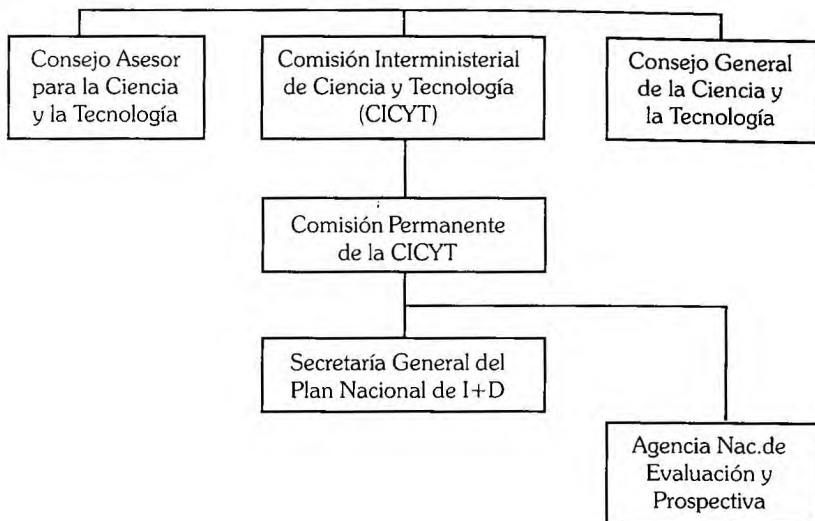 Consejo Asesor
para la Ciencia
y la Tecnología
Comisión Interministerial
de Ciencia y Tecnología
(CICYT)
Consejo General
de la Ciencia y
la Tecnología
Comisión Permanente
de la CICYT
Secretaría General del
Plan Nacional de I+D
Agencia Nac.de
Evaluación y
Prospectiva